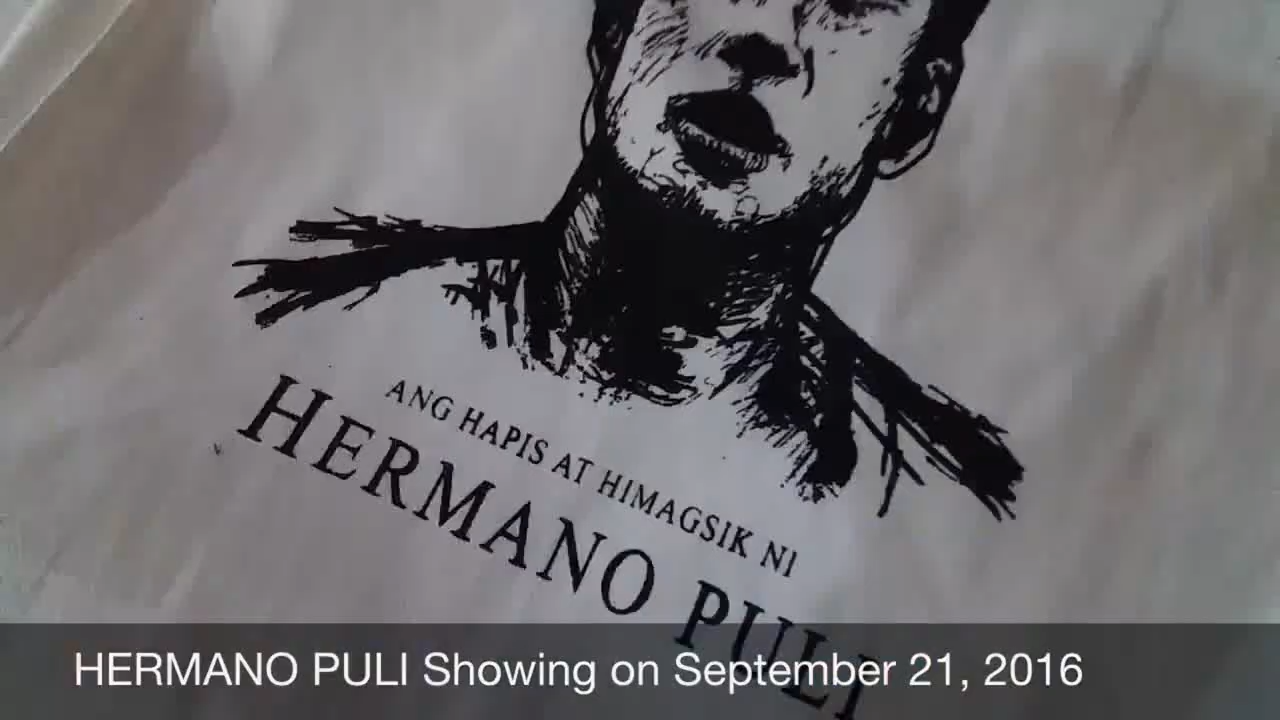 ANG HAPIS AT HIMAGSIK NI
HERMANO PULI
HERMANO PULI Showing on September 21, 2016